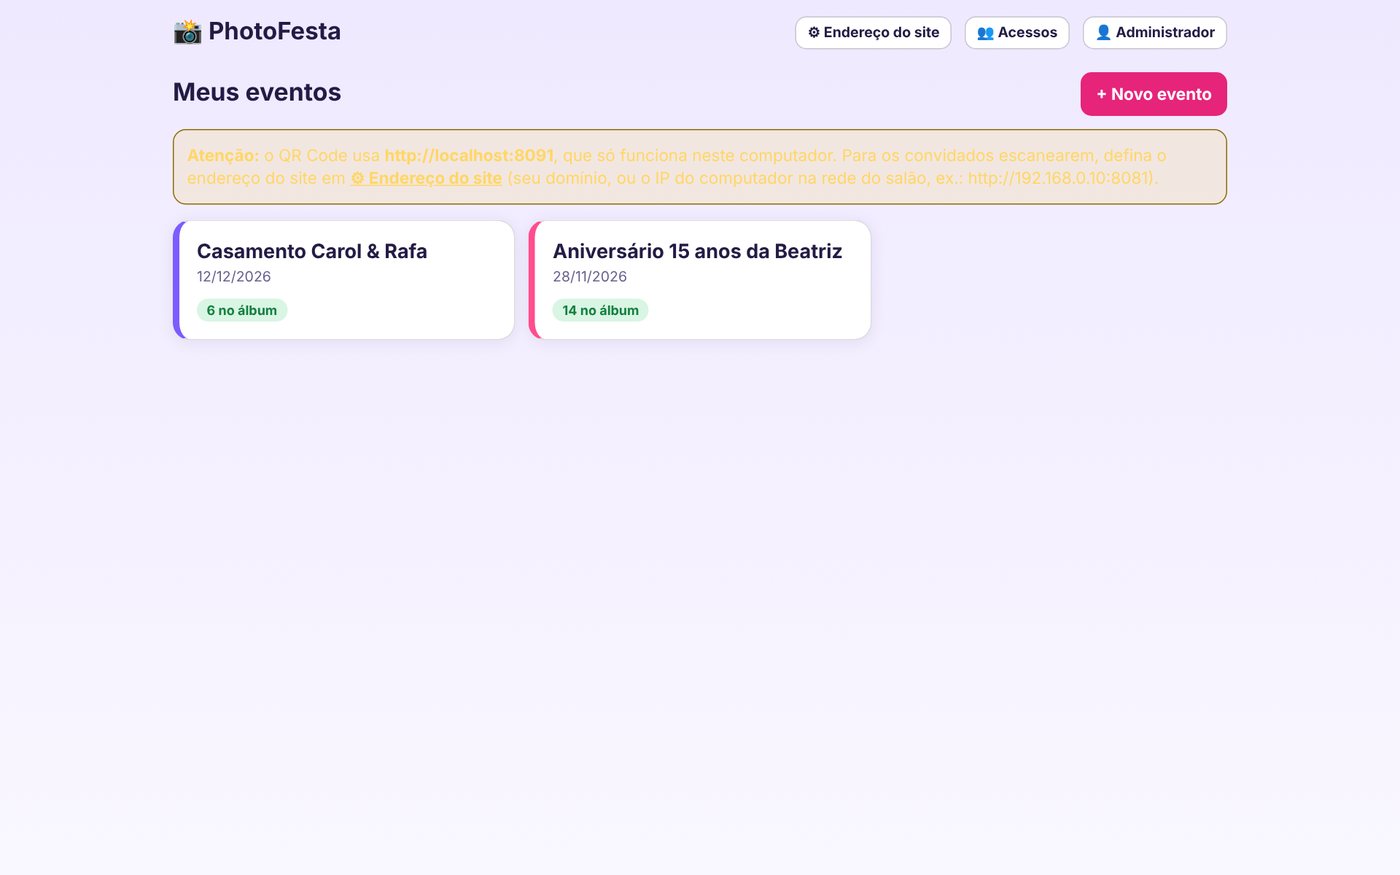 📸 PhotoFesta
⚙ Endereço do site
👥 Acessos
👤 Administrador
Meus eventos
+ Novo evento
Atenção: o QR Code usa http://localhost:8091, que só funciona neste computador. Para os convidados escanearem, defina o
endereço do site em ⚙ Endereço do site (seu domínio, ou o IP do computador na rede do salão, ex.: http://192.168.0.10:8081).
Casamento Carol & Rafa
12/12/2026
6 no álbum
Aniversário 15 anos da Beatriz
28/11/2026
14 no álbum